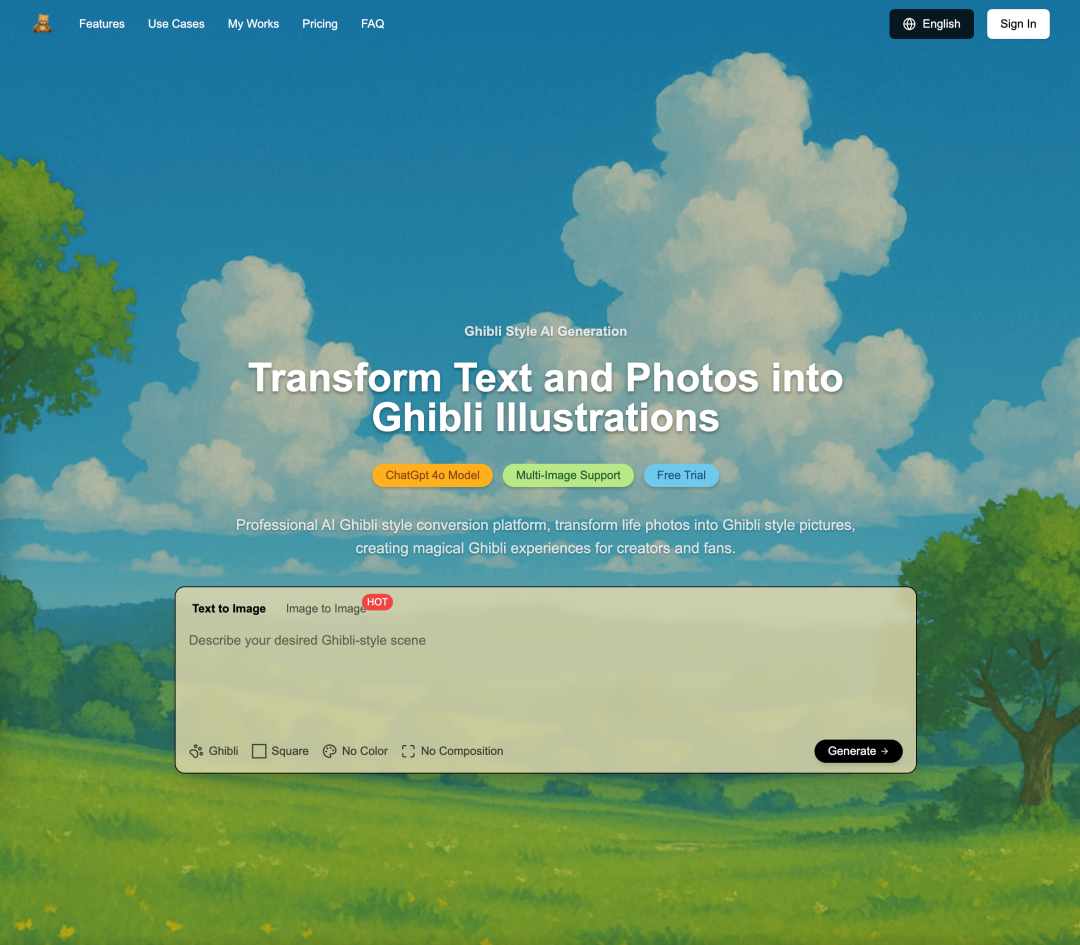 Features Use Cases My Works Pricing FAQ English Sign In
Ghibli Style AI Generation
Transform Text and Photos into
Ghibli Illustrations
ChatGpt 4o Model Multi-Image Support Free Trial
Professional AI Ghibli style conversion platform, transform life photos into Ghibli style pictures,
creating magical Ghibli experiences for creators and fans.
Text to Image Image to Image HOT
Describe your desired Ghibli-style scene
Ghibli Square No Color No Composition Generate →